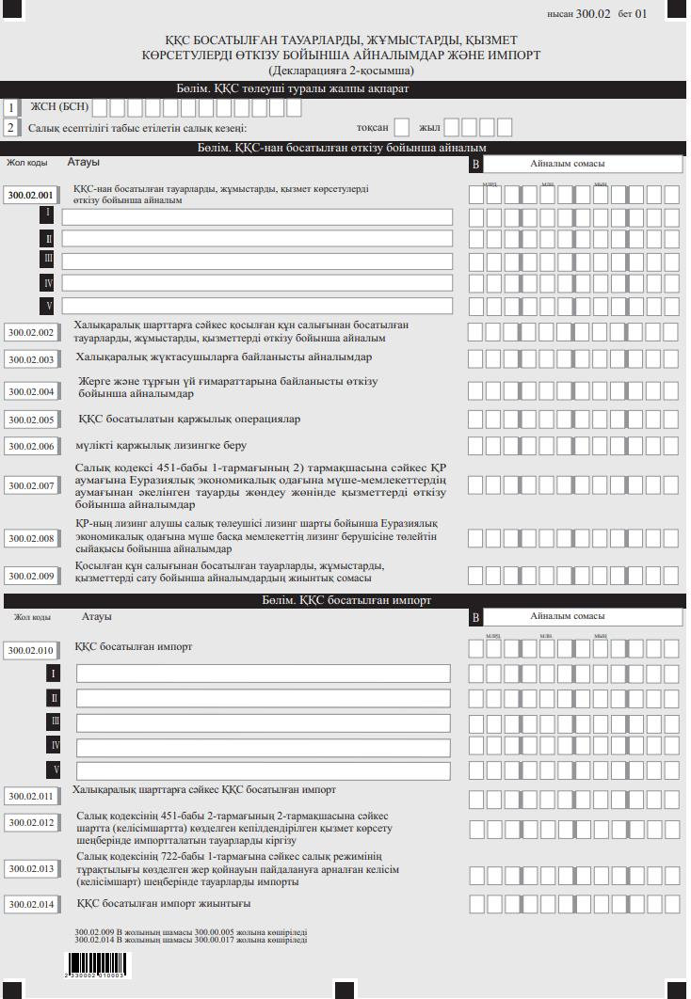 нысан 300.02 бет 01
ҚҚС БОСАТЫЛҒАН ТАУАРЛАРДЫ, ЖҰМЫСТАРДЫ, ҚЫЗМЕТ
КӨРСЕТУЛЕРДІ ӨТКІЗУ БОЙЫНША АЙНАЛЫМДАР ЖӘНЕ ИМПОРТ
(Декларацияға 2-қосымша)
Бөлім. ҚҚС төлеуші туралы жалпы ақпарат
1 ЖСН (БСН)
2 Салық есептілігі табыс етілетін салық кезеңі: тоқсан жыл
Бөлім. ҚҚС-нан босатылған өткізу бойынша айналым
Жол коды Атауы В Айналым сомасы
млрд млн мың
300.02.001 ҚҚС-нан босатылған тауарларды, жұмыстарды, қызмет көрсетулерді
өткізу бойынша айналым
I
II
III
IV
V
300.02.002 Халықаралық шарттарға сәйкес қосылған құн салығынан босатылған
тауарларды, жұмыстарды, қызметтерді өткізу бойынша айналым
300.02.003 Халықаралық жүктасушыларға байланысты айналымдар
300.02.004 Жерге және тұрғын үй ғимараттарына байланысты өткізу
бойынша айналымдар
300.02.005 ҚҚС босатылатын қаржылық операциялар
300.02.006 мүлікті қаржылық лизингке беру
300.02.007 Салық кодексі 451-бабы 1-тармағының 2) тармақшасына сәйкес ҚР
аумағына Еуразиялық экономикалық одағына мүше-мемлекеттердің
аумағынан әкелінген тауарды жөндеу жөнінде қызметтерді өткізу
бойынша айналымдар
300.02.008 ҚР-ның лизинг алушы салық төлеушісі лизинг шарты бойынша Еуразиялық
экономикалық одағына мүше басқа мемлекеттің лизинг берушісіне төлейтін
сыйақысы бойынша айналымдар
300.02.009 Қосылған құн салығынан босатылған тауарларды, жұмыстарды,
қызметтерді сату бойынша айналымдардың жиынтық сомасы
Бөлім. ҚҚС босатылған импорт
Жол коды Атауы В Айналым сомасы
млрд млн мың
300.02.010 ҚҚС босатылған импорт
I
II
III
IV
V
300.02.011 Халықаралық шарттарға сәйкес ҚҚС босатылған импорт
300.02.012 Салық кодексінің 451-бабы 2-тармағының 2-тармақшасына сәйкес
шартта (келісімшартта) көзделген кепілдендірілген қызмет көрсету
шеңберінде импортталатын тауарларды кіргізу
300.02.013 Салық кодексінің 722-бабы 1-тармағына сәйкес салық режимінің
тұрақтылығы көзделген жер қойнауын пайдалануға арналған келісім
(келісімшарт) шеңберінде тауарларды импорты
300.02.014 ҚҚС босатылған импорт жиынтығы
300.02.009 В жолының шамасы 300.00.005 жолына көшіріледі
300.02.014 В жолының шамасы 300.00.017 жолына көшіріледі
2 330002 010003